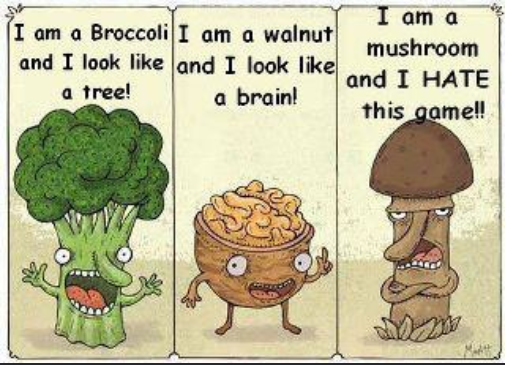 I am a Broccoli
and I look like
a tree!
I am a walnut
and I look like
a brain!
I am a
mushroom
and I HATE
this game!!